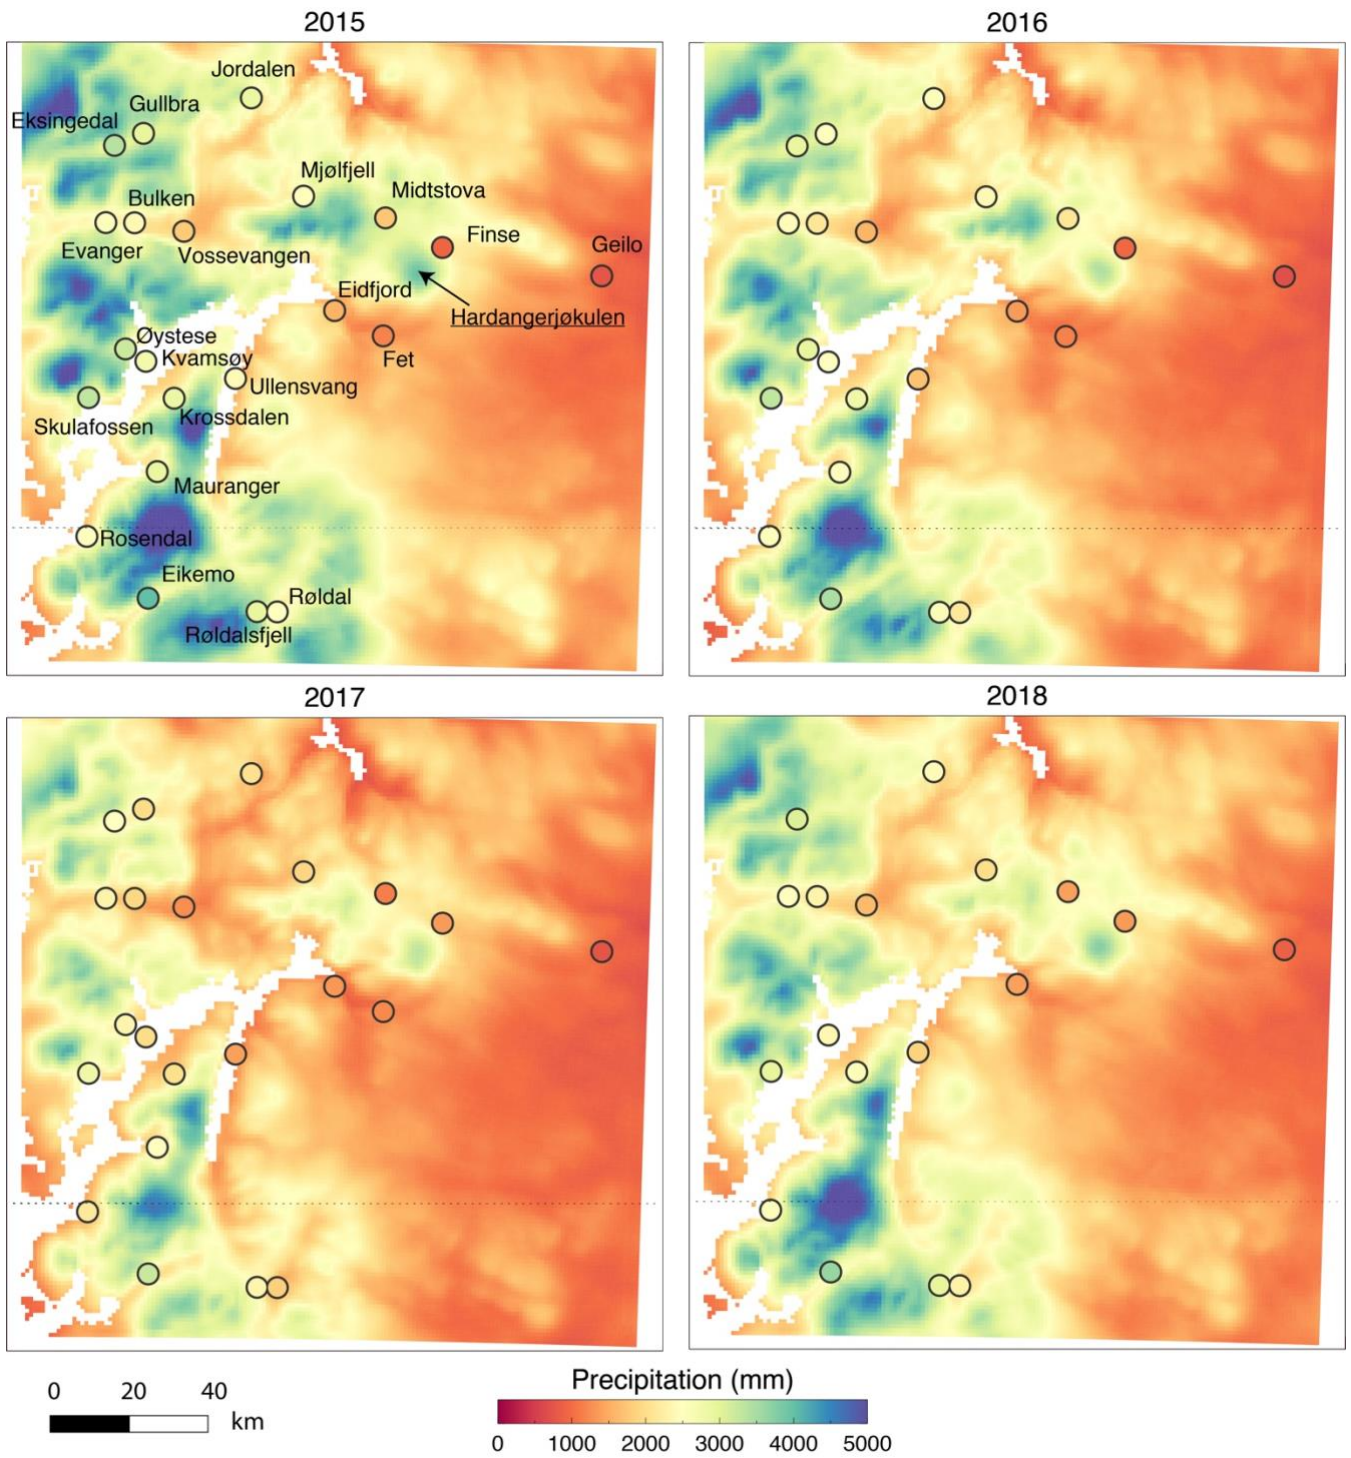 2015
2016
Jordalen
Gullbra
Eksingedal
Mjølfjell
Bulken
Midtstova
Evanger
Vossevangen
Finse
Geilo
Eidfjord
Hardangerjøkulen
Øystese
Kvamsøy
Fet
Ullensvang
Krossdalen
Skulafossen
Mauranger
Rosendal
Eikemo
Røldal
Røldalsfjell
2017
2018
0 20 40
km
Precipitation (mm)
0 1000 2000 3000 4000 5000